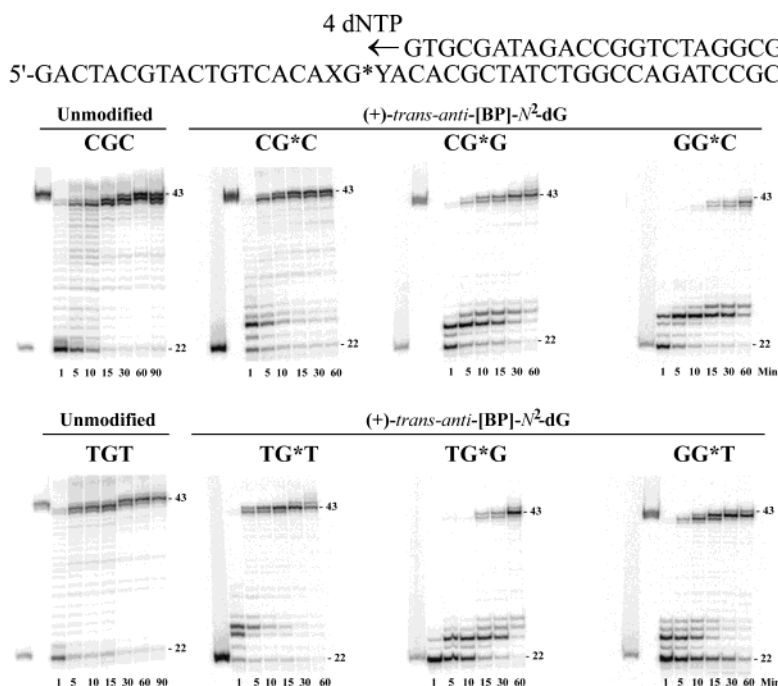 4 dNTP
←GTGCGATAGACCGGTCTAGGCG
5'-GACTACGTACTGTCACAXG*YACACGCTATCTGGCCAGATCCGC
Unmodified
(+)-trans-anti-[BP]-N²-dG
CGC CG*C CG*G GG*C
- 43 - 43 - 43 - 43
- 22 - 22 - 22 - 22
1 5 10 15 30 60 90 1 5 10 15 30 60 1 5 10 15 30 60 1 5 10 15 30 60 Min
Unmodified
(+)-trans-anti-[BP]-N²-dG
TGT TG*T TG*G GG*T
- 43 - 43 - 43 - 43
- 22 - 22 - 22 - 22
1 5 10 15 30 60 90 1 5 10 15 30 60 1 5 10 15 30 60 1 5 10 15 30 60 Min